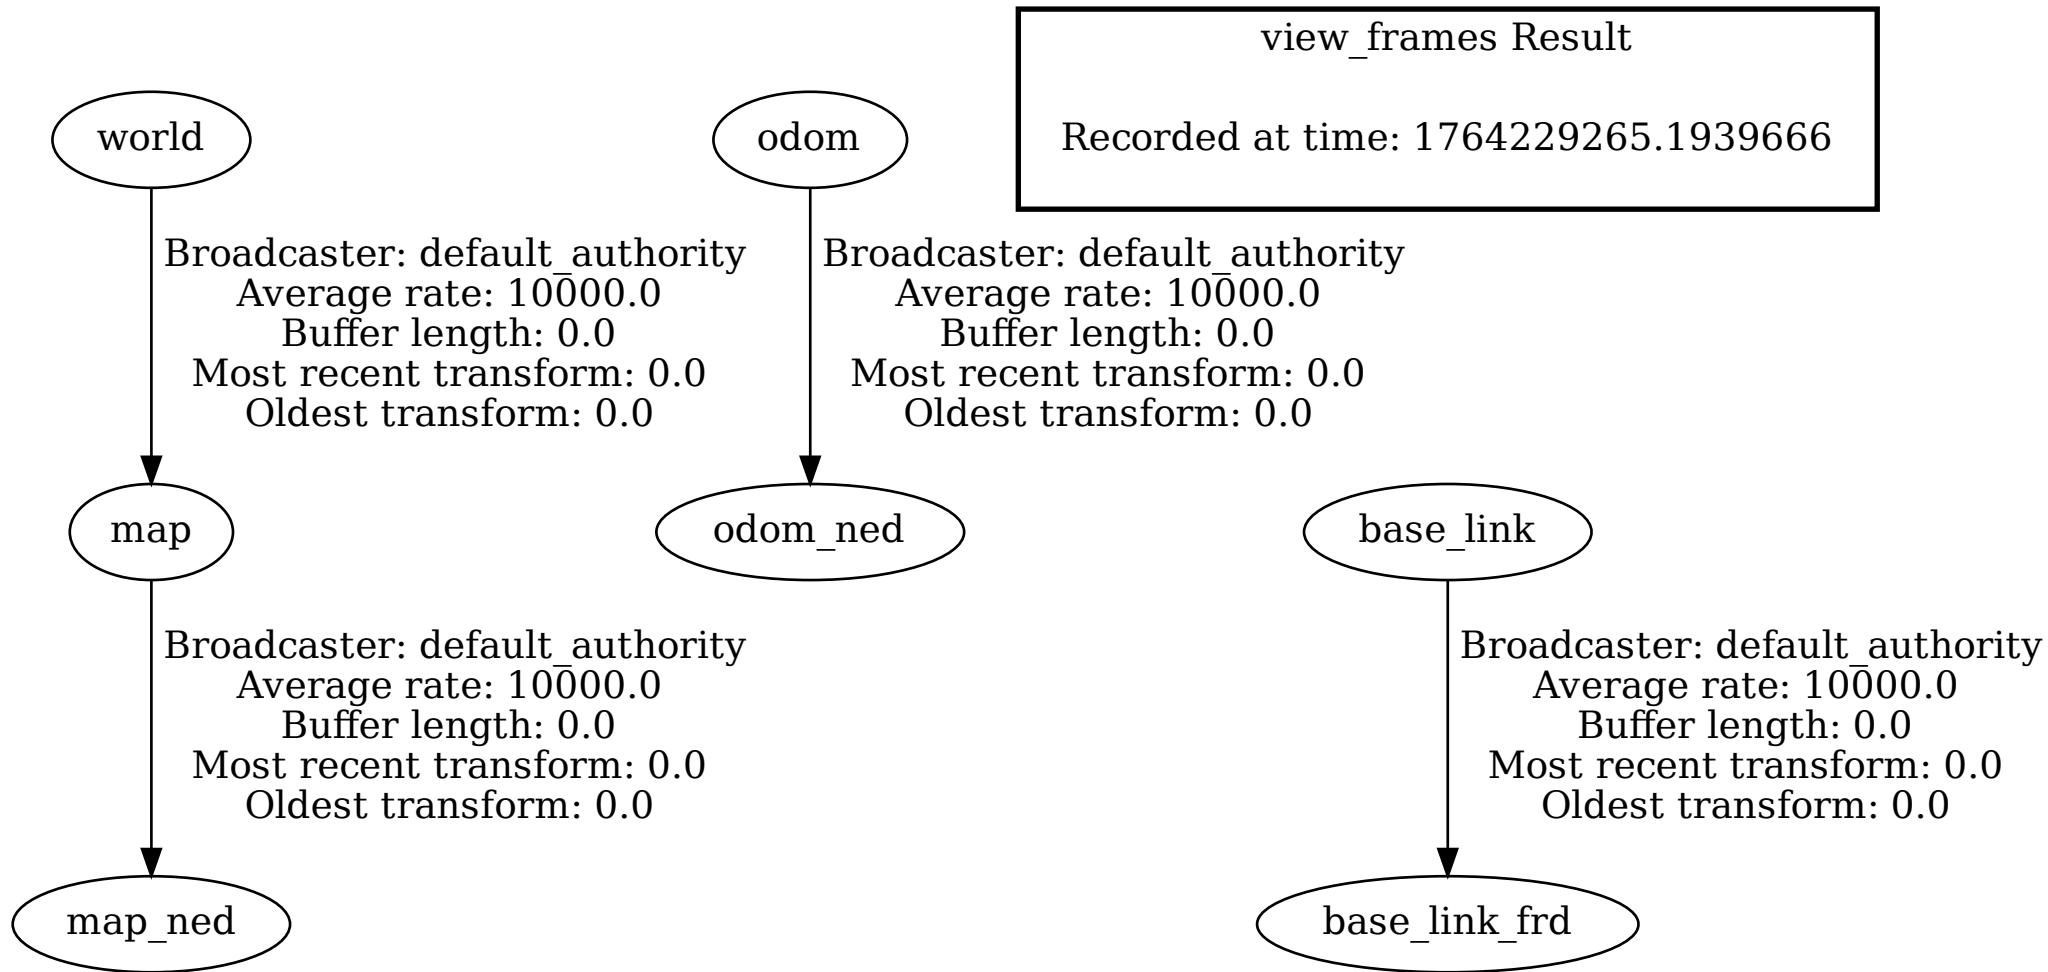 view_frames Result
Recorded at time: 1764229265.1939666
world
odom
Broadcaster: default_authority
Average rate: 10000.0
Buffer length: 0.0
Most recent transform: 0.0
Oldest transform: 0.0
Broadcaster: default_authority
Average rate: 10000.0
Buffer length: 0.0
Most recent transform: 0.0
Oldest transform: 0.0
map
odom_ned
base_link
Broadcaster: default_authority
Average rate: 10000.0
Buffer length: 0.0
Most recent transform: 0.0
Oldest transform: 0.0
Broadcaster: default_authority
Average rate: 10000.0
Buffer length: 0.0
Most recent transform: 0.0
Oldest transform: 0.0
map_ned
base_link_frd